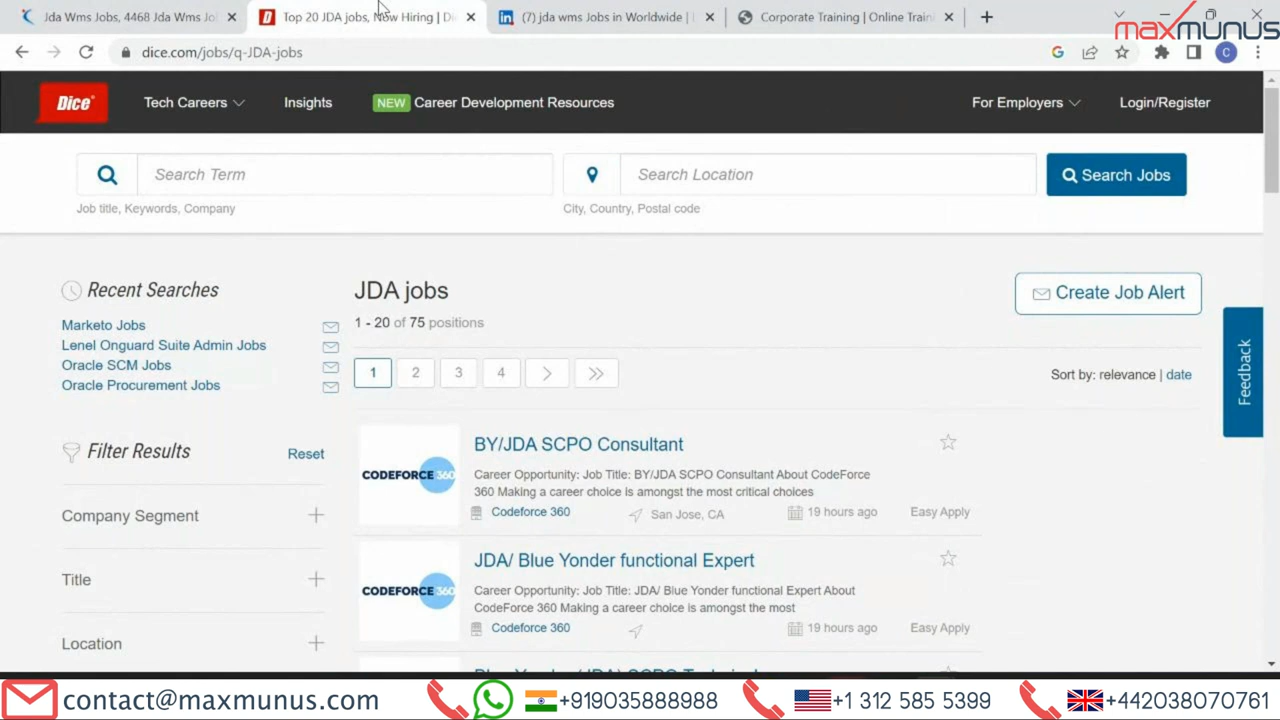 Jda Wms Jobs, 4468 Jda Wms Jo
Top 20 JDA jobs, Now Hiring | Di
(7) jda wms Jobs in Worldwide |
Corporate Training | Online Train
maxmunus
dice.com/jobs/q-JDA-jobs
Dice
Tech Careers
Insights
NEW Career Development Resources
For Employers
Login/Register
Search Term
Search Location
Search Jobs
Job title, Keywords, Company
City, Country, Postal code
Recent Searches
Marketo Jobs
Lenel Onguard Suite Admin Jobs
Oracle SCM Jobs
Oracle Procurement Jobs
Filter Results
Reset
Company Segment
Title
Location
JDA jobs
1 - 20 of 75 positions
Create Job Alert
1 2 3 4 > >>
Sort by: relevance | date
Feedback
CODEFORCE 360
BY/JDA SCPO Consultant
Career Opportunity: Job Title: BY/JDA SCPO Consultant About CodeForce
360 Making a career choice is amongst the most critical choices
Codeforce 360
San Jose, CA
19 hours ago
Easy Apply
CODEFORCE 360
JDA/ Blue Yonder functional Expert
Career Opportunity: Job Title: JDA/ Blue Yonder functional Expert About
CodeForce 360 Making a career choice is amongst the most
Codeforce 360
19 hours ago
Easy Apply
contact@maxmunus.com
+919035888988
+1 312 585 5399
+442038070761